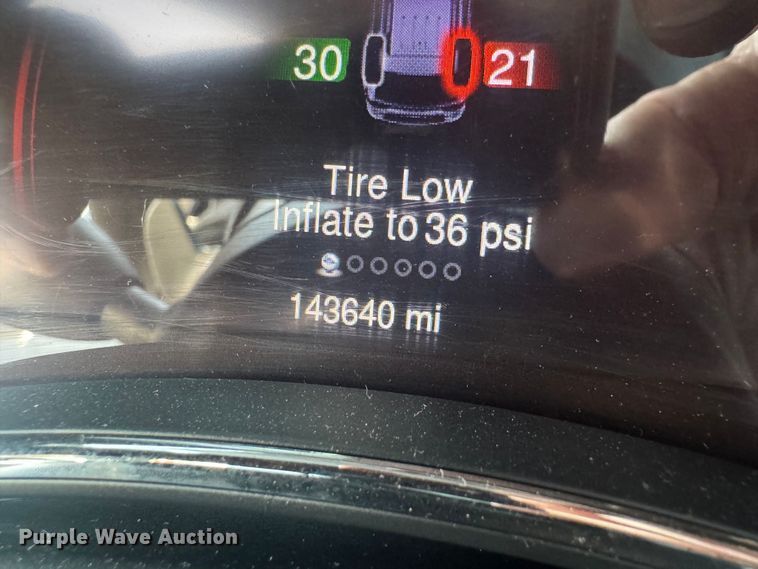 30 21
Tire Low
Inflate to 36 psi
143640 mi
Purple Wave Auction